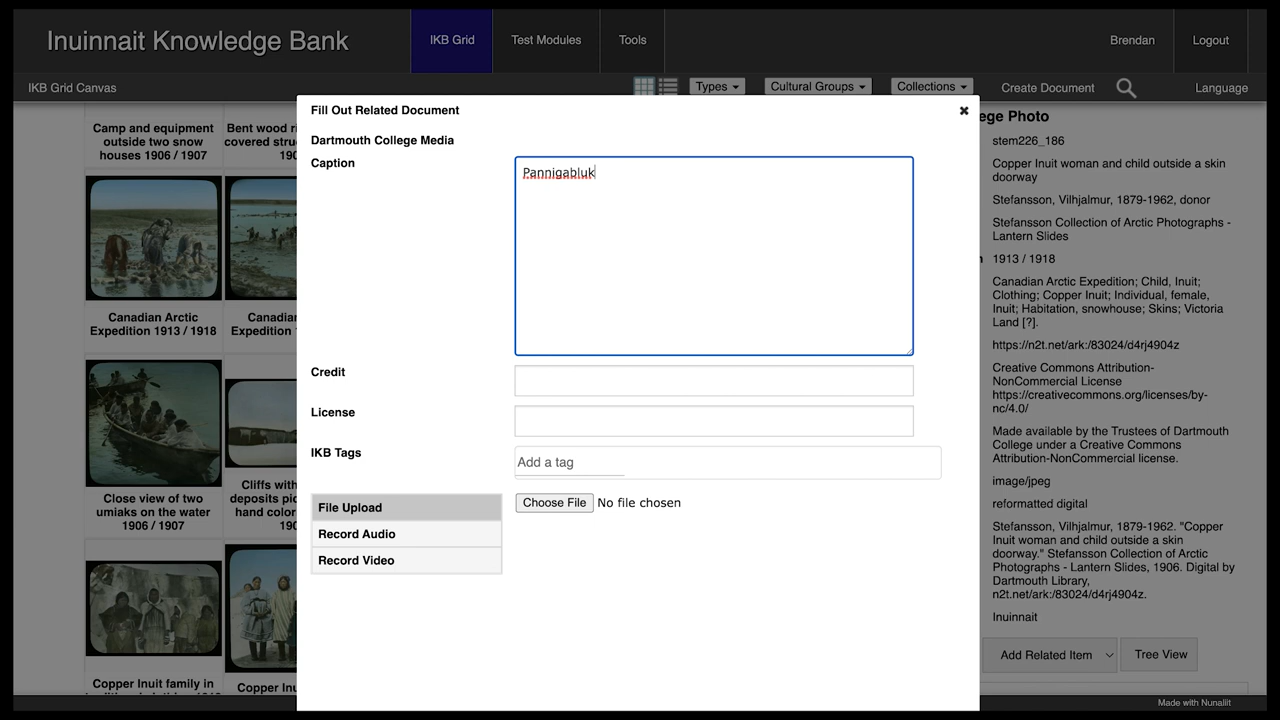 Inuinnait Knowledge Bank
IKB Grid
Test Modules
Tools
Brendan
Logout
IKB Grid Canvas
Types
Cultural Groups
Collections
Create Document
Language
Camp and equipment
outside two snow
houses 1906 / 1907
Bent wood
covered
Canadian Arctic
Expedition 1913 / 1918
Close view of two
umiaks on the water
1906 / 1907
Cliffs with
deposits
hand color
Copper Inuit family in
Fill Out Related Document
✖
Dartmouth College Media
Caption
Pannigabluk
Credit
License
IKB Tags
Add a tag
File Upload
Record Audio
Record Video
Choose File No file chosen
ege Photo
stem226_186
Copper Inuit woman and child outside a skin
doorway
Stefansson, Vilhjalmur, 1879-1962, donor
Stefansson Collection of Arctic Photographs -
Lantern Slides
1913 / 1918
Canadian Arctic Expedition; Child, Inuit;
Clothing; Copper Inuit; Individual, female,
Inuit; Habitation, snowhouse; Skins; Victoria
Land [?].
https://n2t.net/ark:/83024/d4rj4904z
Creative Commons Attribution-
NonCommercial License
https://creativecommons.org/licenses/by-
nc/4.0/
Made available by the Trustees of Dartmouth
College under a Creative Commons
Attribution-NonCommercial license.
image/jpeg
reformatted digital
Stefansson, Vilhjalmur, 1879-1962. "Copper
Inuit woman and child outside a skin
doorway." Stefansson Collection of Arctic
Photographs - Lantern Slides, 1906. Digital by
Dartmouth Library,
n2t.net/ark:/83024/d4rj4904z.
Inuinnait
Add Related Item
Tree View
Made with Nunaliit